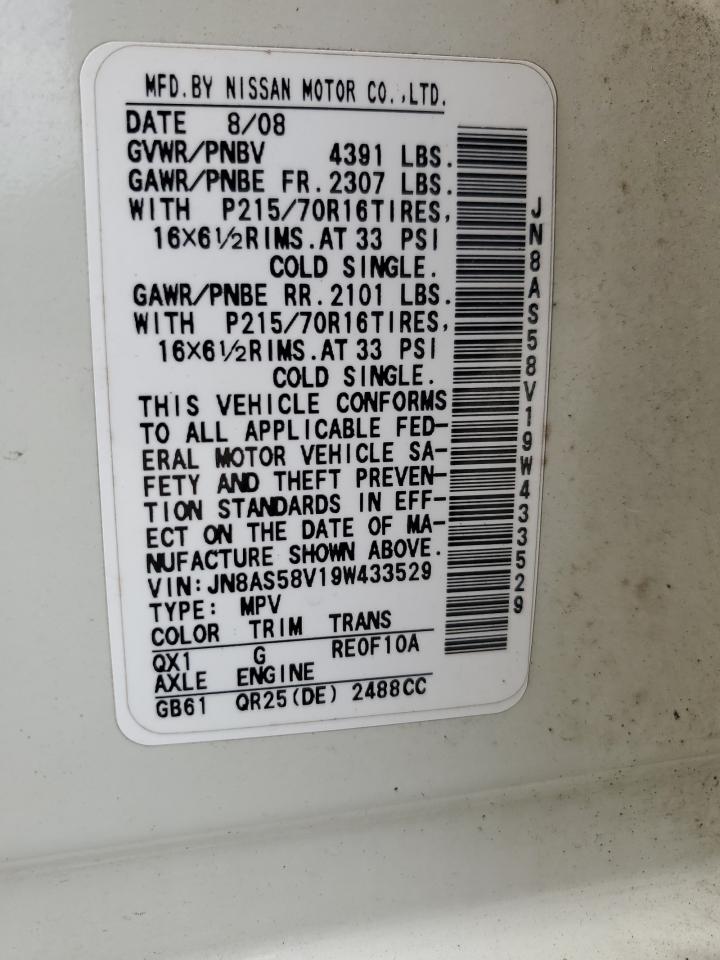 MFD.BY NISSAN MOTOR CO.,LTD.
DATE 8/08
GVWR/PNBV 4391 LBS.
GAWR/PNBE FR.2307 LBS.
WITH P215/70R16TIRES,
16×6½RIMS.AT 33 PSI
COLD SINGLE.
GAWR/PNBE RR.2101 LBS.
WITH P215/70R16TIRES,
16×6½RIMS.AT 33 PSI
COLD SINGLE.
THIS VEHICLE CONFORMS
TO ALL APPLICABLE FED-
ERAL MOTOR VEHICLE SA-
FETY AND THEFT PREVEN-
TION STANDARDS IN EFF-
ECT ON THE DATE OF MA-
NUFACTURE SHOWN ABOVE.
VIN:JN8AS58V19W433529
TYPE: MPV
COLOR TRIM TRANS
QX1 G RE0F10A
AXLE ENGINE
GB61 QR25(DE) 2488CC
JN8AS58V19W433529